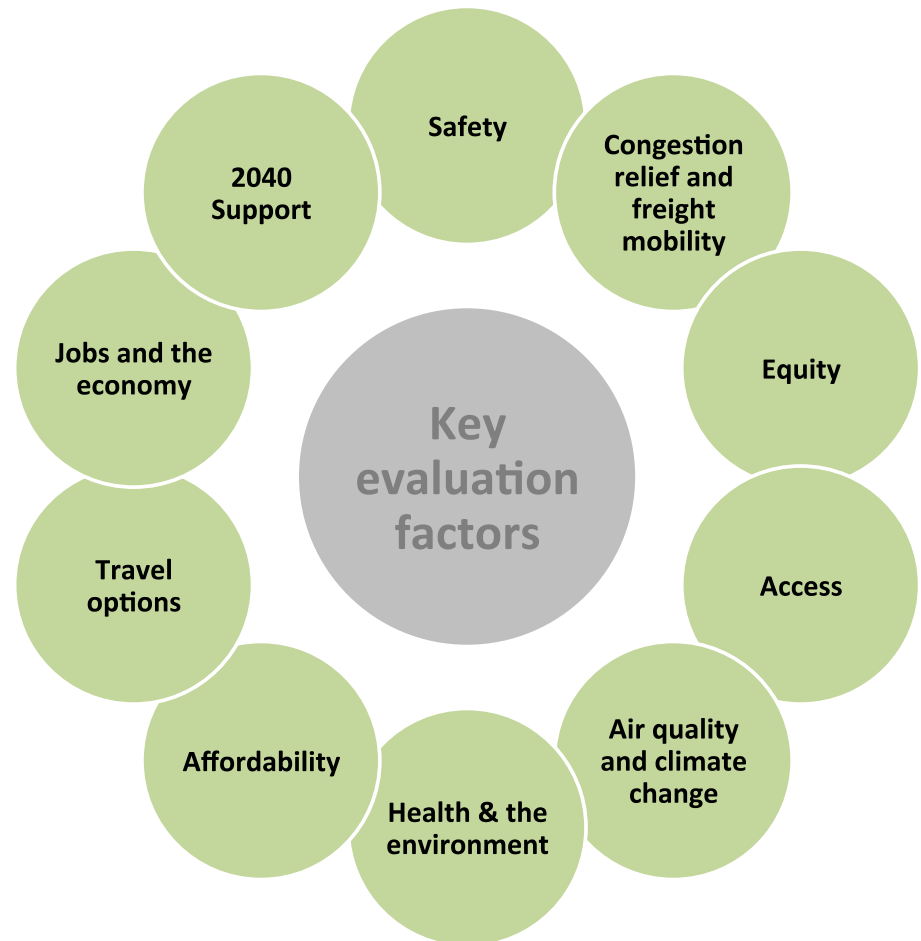 Safety
Congestion
relief and
freight
mobility
Equity
Access
Air quality
and climate
change
Health & the
environment
Affordability
Travel
options
Jobs and the
economy
2040
Support
Key
evaluation
factors